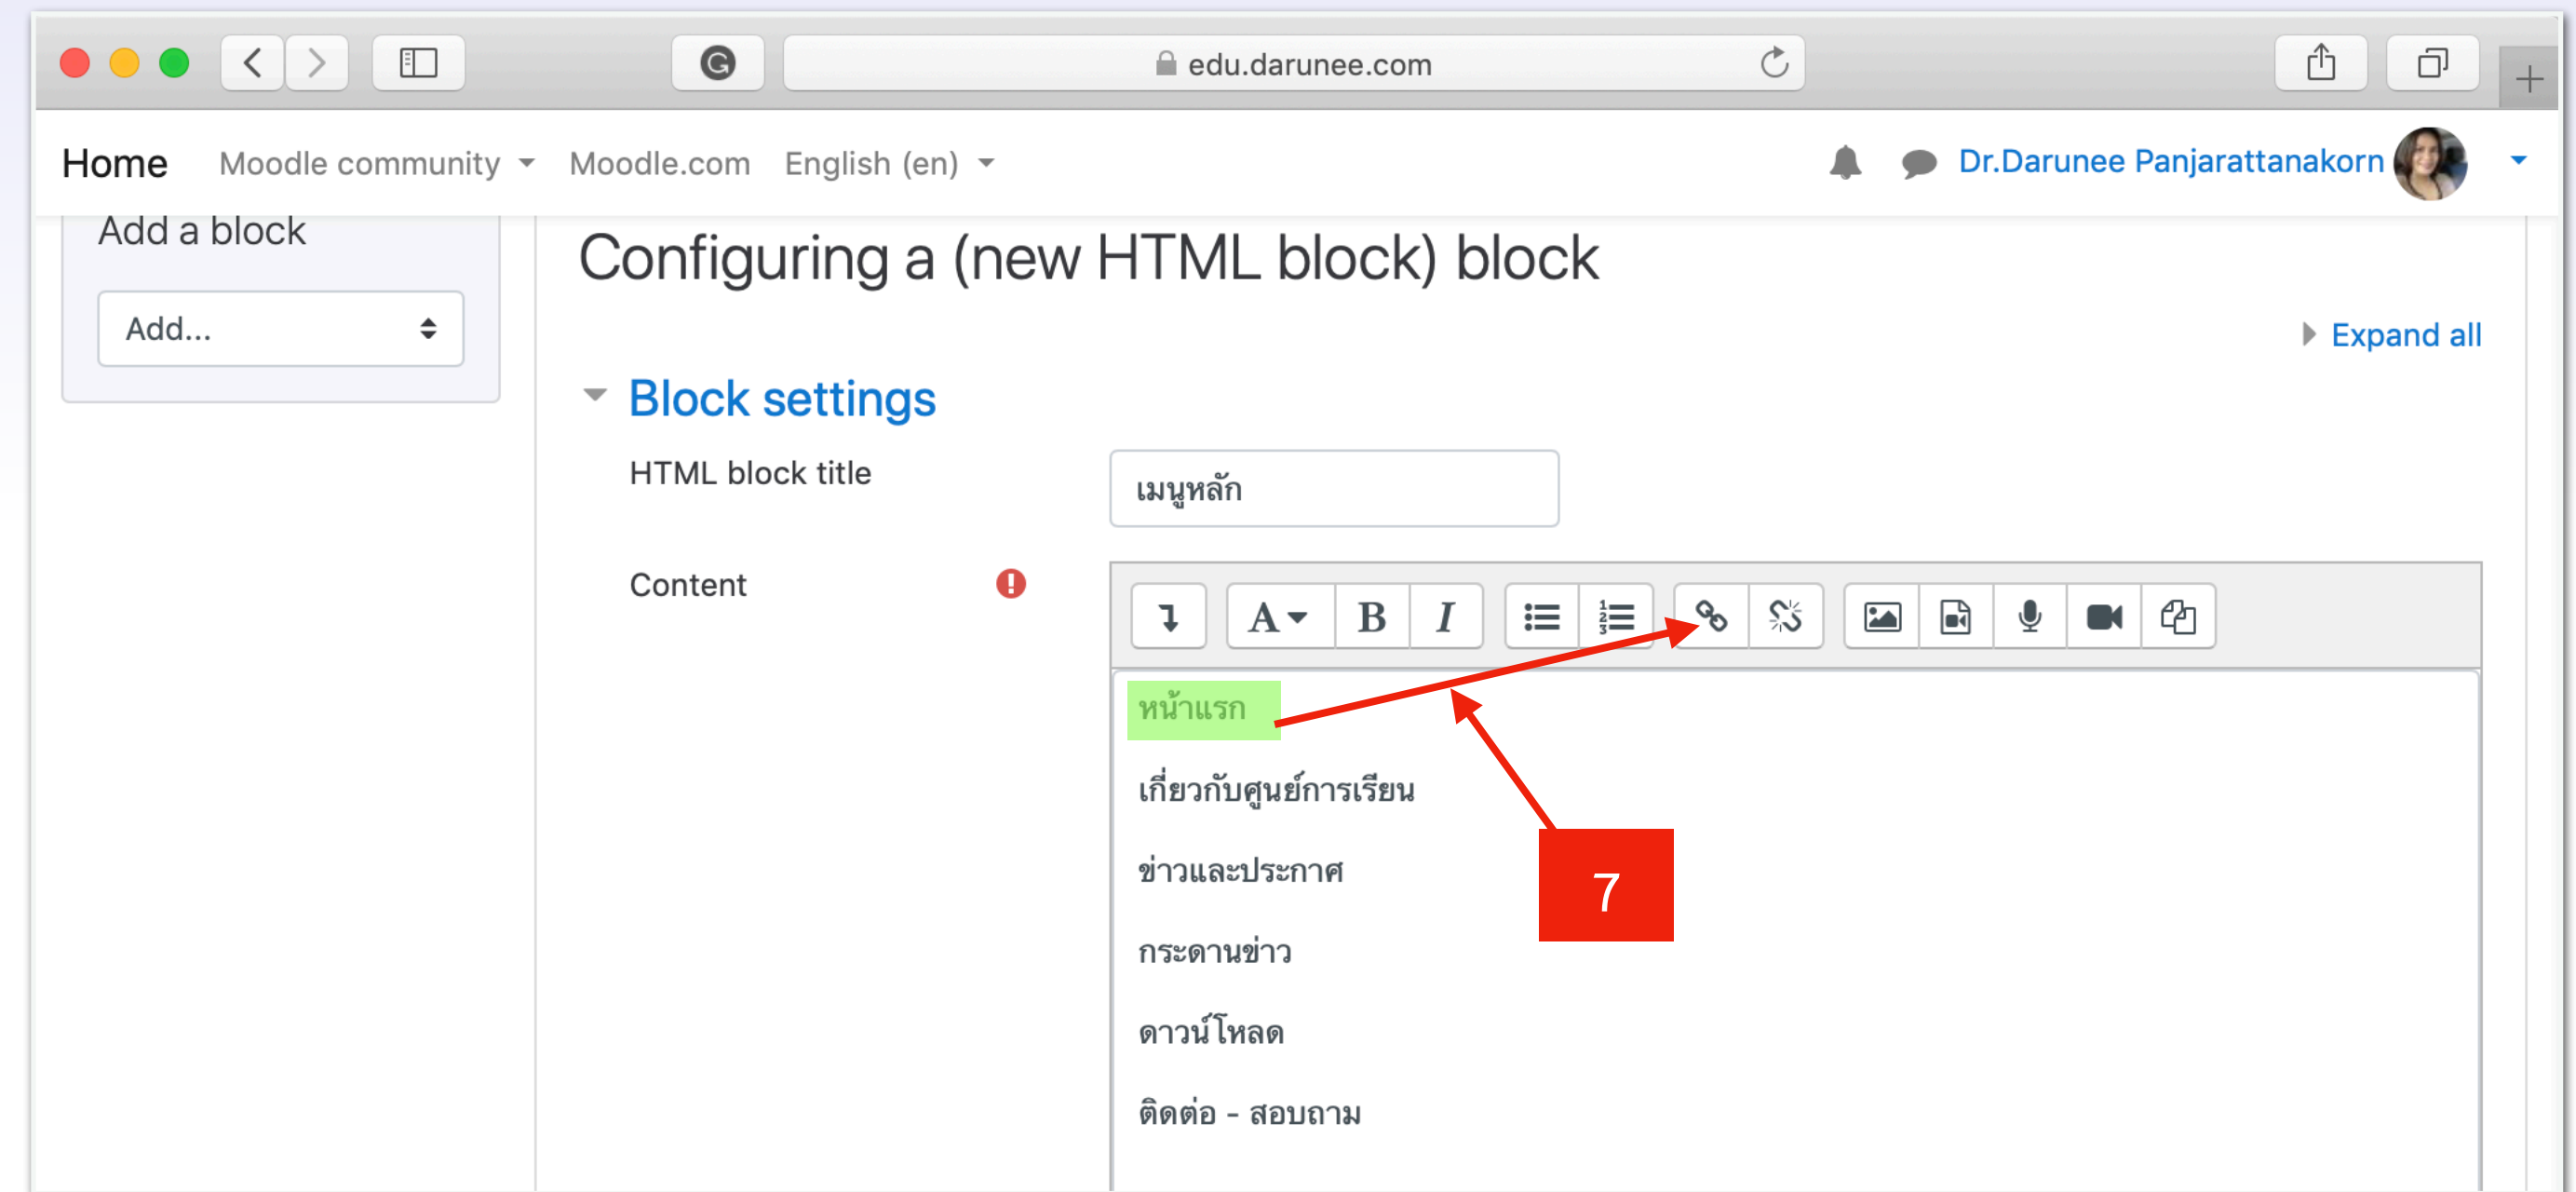 edu.darunee.com
Home Moodle community Moodle.com English (en) Dr.Darunee Panjarattanakorn
Add a block
Add...
Configuring a (new HTML block) block
Expand all
Block settings
HTML block title
เมนูหลัก
Content
A B I
หน้าแรก
เกี่ยวกับศูนย์การเรียน
ข่าวและประกาศ
กระดานข่าว
ดาวน์โหลด
ติดต่อ - สอบถาม
7